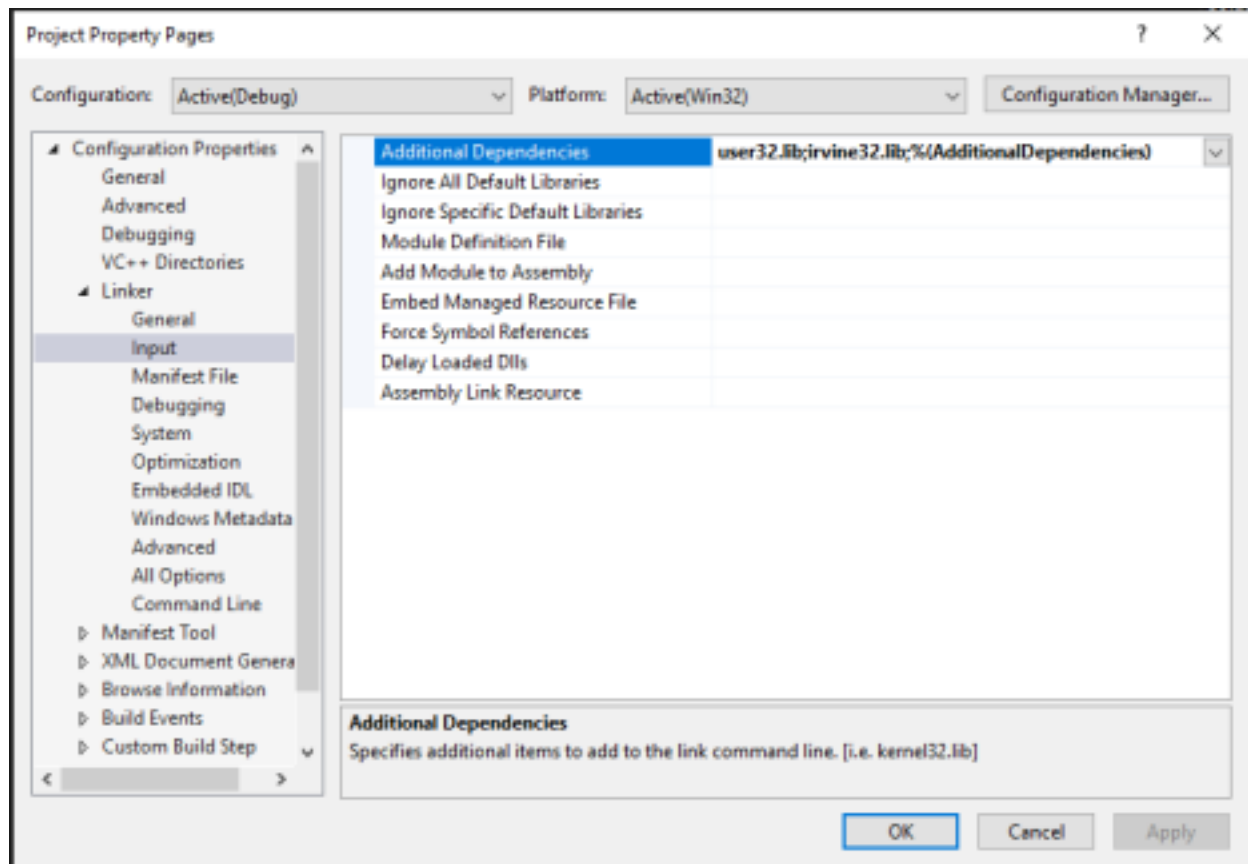 Project Property Pages
Configuration: Active(Debug) Platform: Active(Win32) Configuration Manager...
Configuration Properties
General
Advanced
Debugging
VC++ Directories
Linker
General
Input
Manifest File
Debugging
System
Optimization
Embedded IDL
Windows Metadata
Advanced
All Options
Command Line
Manifest Tool
XML Document Genera
Browse Information
Build Events
Custom Build Step
Additional Dependencies user32.lib;irvine32.lib;%(AdditionalDependencies)
Ignore All Default Libraries
Ignore Specific Default Libraries
Module Definition File
Add Module to Assembly
Embed Managed Resource File
Force Symbol References
Delay Loaded Dlls
Assembly Link Resource
Additional Dependencies
Specifies additional items to add to the link command line. [i.e. kernel32.lib]
OK Cancel Apply